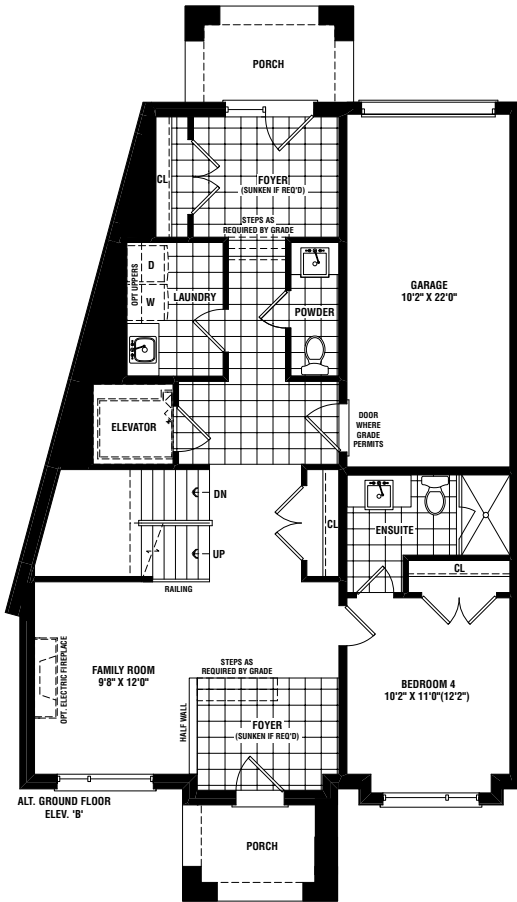 PORCH
CL
FOYER
(SUNKEN IF REQ'D)
STEPS AS
REQUIRED BY GRADE
OPT UPPERS
D
W
LAUNDRY
POWDER
GARAGE
10'2" X 22'0"
ELEVATOR
DOOR
WHERE
GRADE
PERMITS
DN
UP
CL
ENSUITE
CL
RAILING
OPT. ELECTRIC FIREPLACE
FAMILY ROOM
9'8" X 12'0"
STEPS AS
REQUIRED BY GRADE
HALF WALL
FOYER
(SUNKEN IF REQ'D)
BEDROOM 4
10'2" X 11'0"(12'2")
ALT. GROUND FLOOR
ELEV. 'B'
PORCH